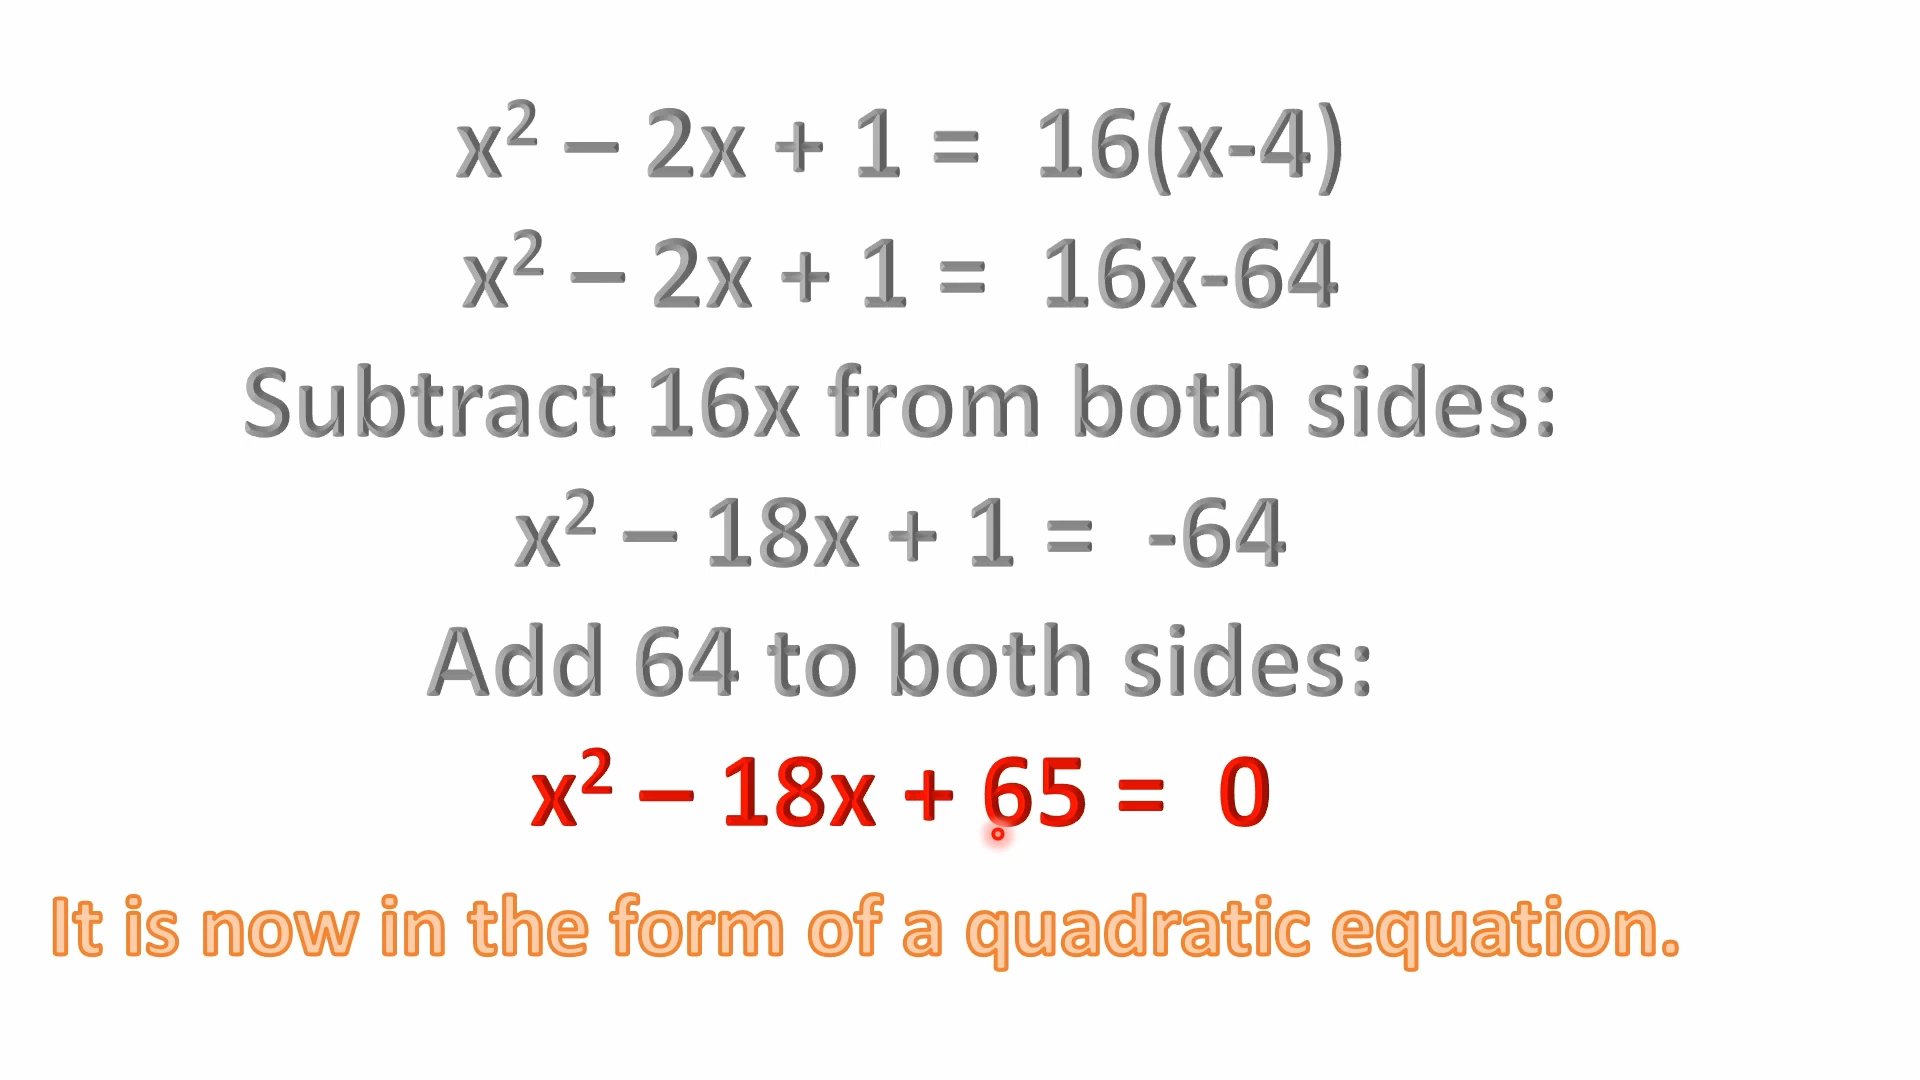 x² – 2x + 1 = 16(x-4)
x² – 2x + 1 = 16x-64
Subtract 16x from both sides:
x² – 18x + 1 = -64
Add 64 to both sides:
x² – 18x + 65 = 0
It is now in the form of a quadratic equation.